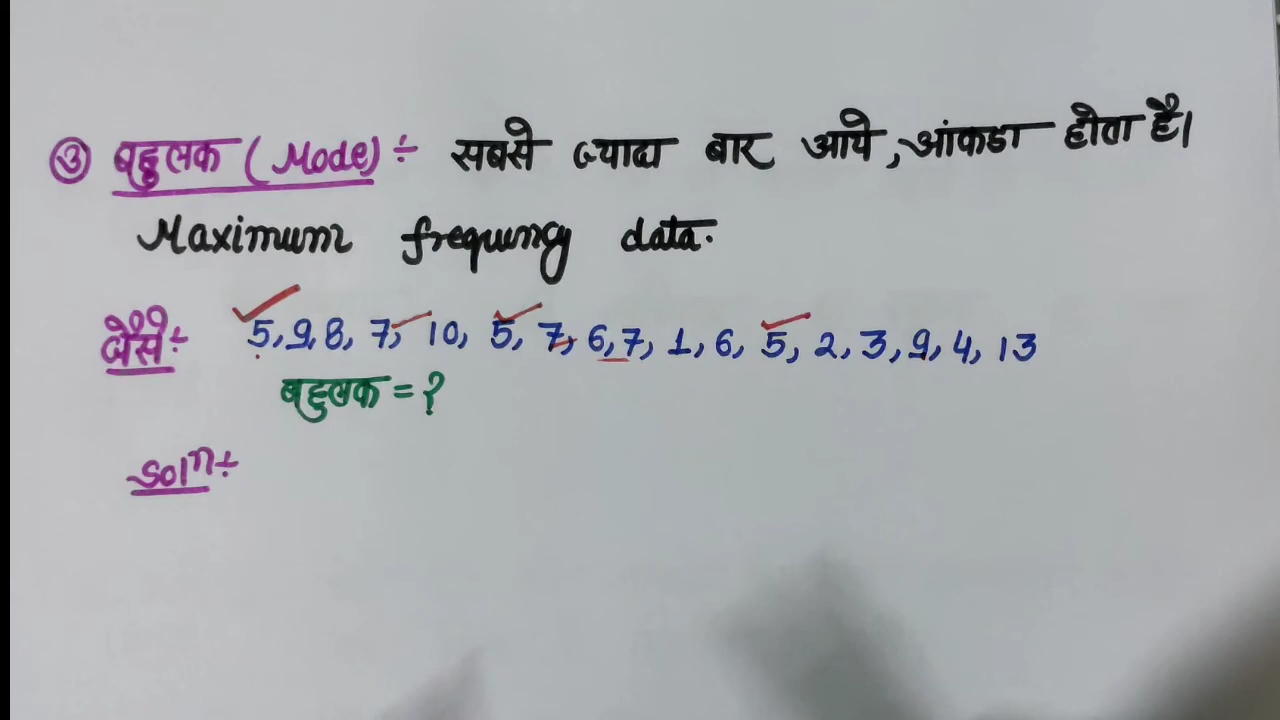 ③ बहुलक (Mode) ÷ सबसे ज्यादा बार आये, आंकडा होता है।
Maximum frequncy data.
जैसे ÷ 5, 9, 8, 7, 10, 5, 7, 6, 7, 1, 6, 5, 2, 3, 9, 4, 13
बहुलक = ?
Solⁿ ÷